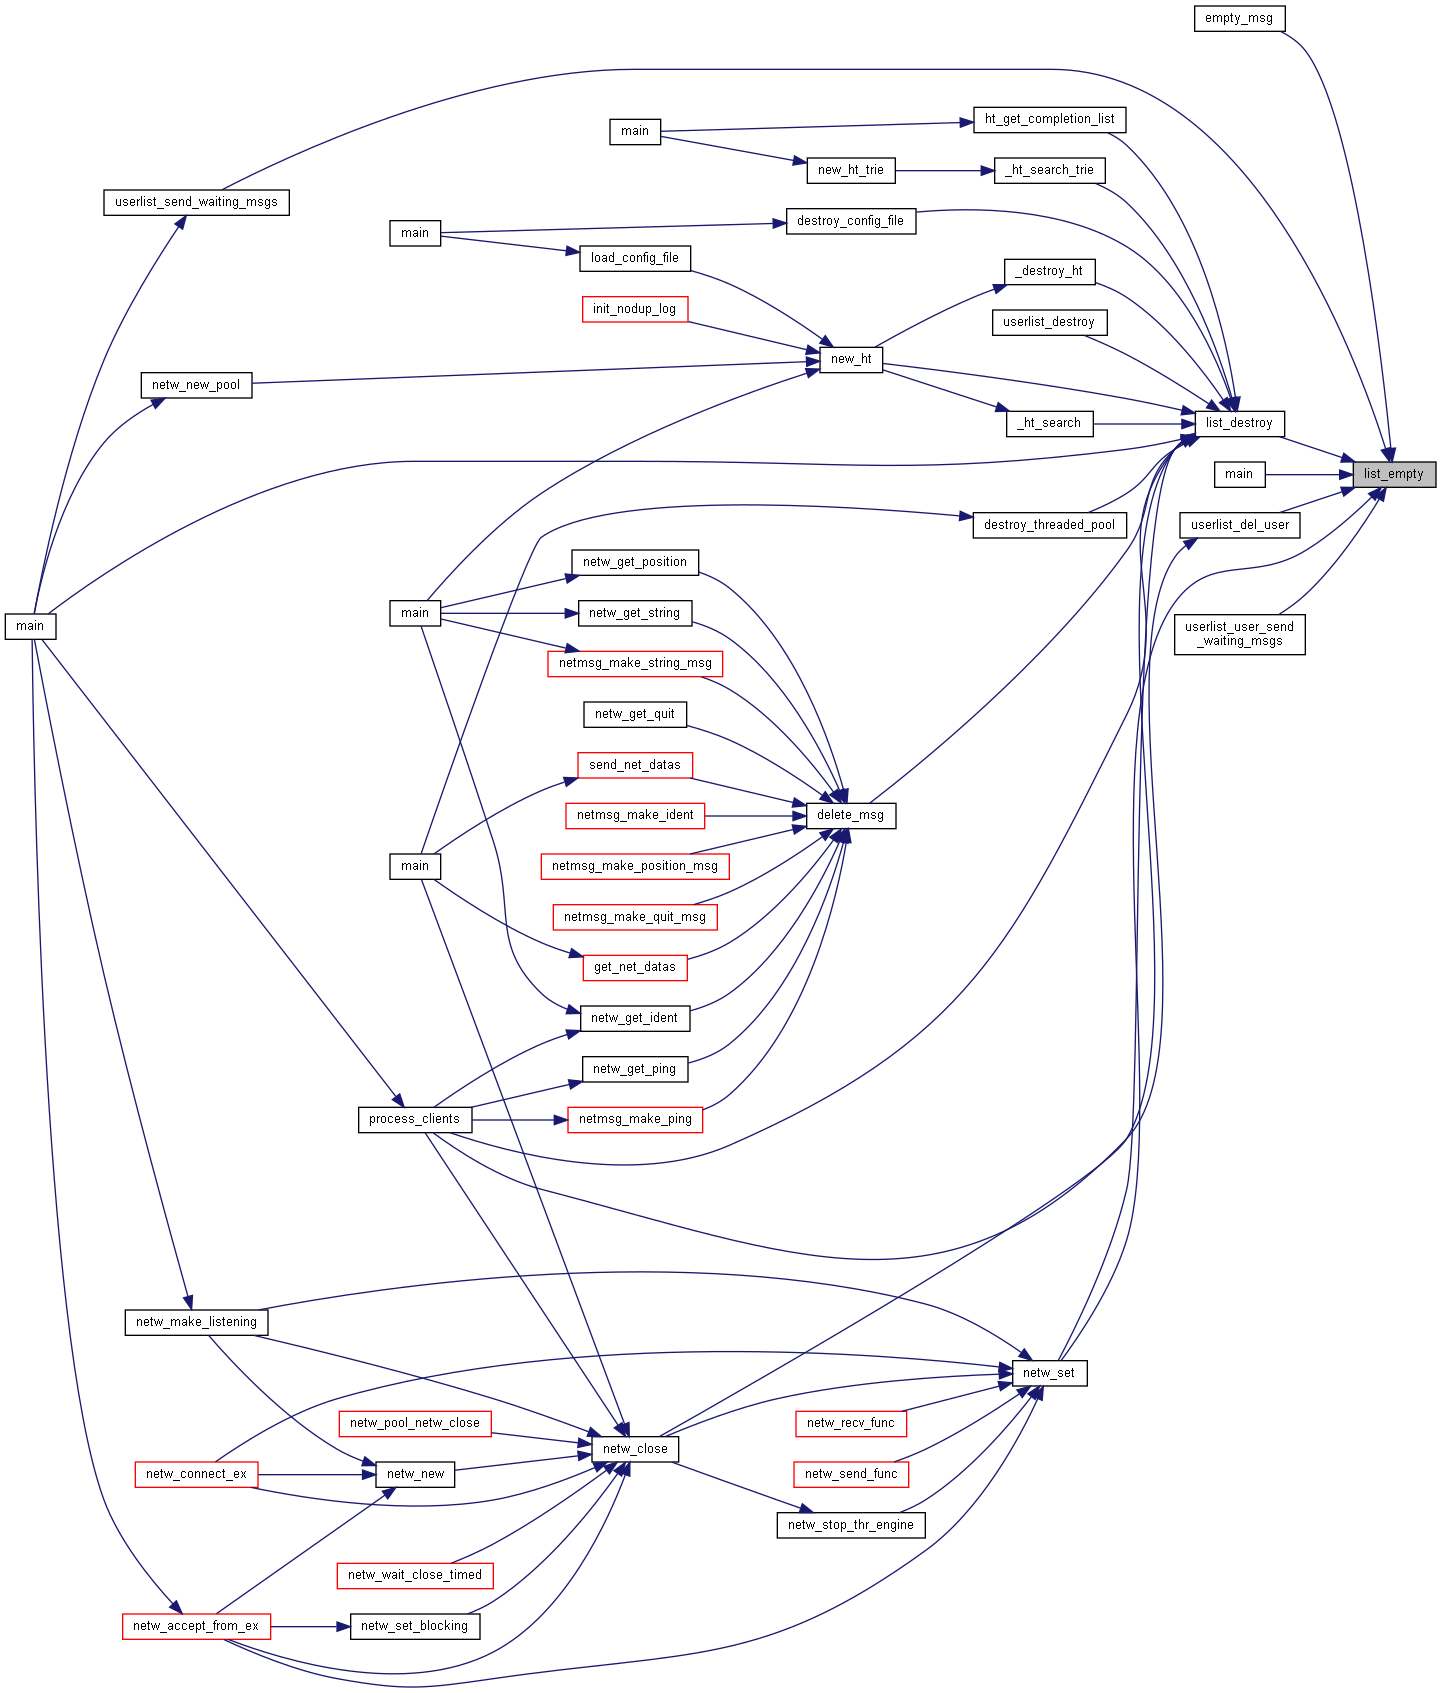 empty_msg
ht_get_completion_list
main
new_ht_trie
_ht_search_trie
userlist_send_waiting_msgs
destroy_config_file
main
load_config_file
_destroy_ht
init_nodup_log
userlist_destroy
new_ht
netw_new_pool
_ht_search
list_destroy
main
list_empty
destroy_threaded_pool
userlist_del_user
netw_get_position
main
main
netw_get_string
userlist_user_send
_waiting_msgs
netmsg_make_string_msg
netw_get_quit
send_net_datas
netmsg_make_ident
delete_msg
main
netmsg_make_position_msg
netmsg_make_quit_msg
get_net_datas
netw_get_ident
netw_get_ping
process_clients
netmsg_make_ping
netw_make_listening
netw_set
netw_pool_netw_close
netw_recv_func
netw_close
netw_connect_ex
netw_new
netw_send_func
netw_stop_thr_engine
netw_wait_close_timed
netw_accept_from_ex
netw_set_blocking